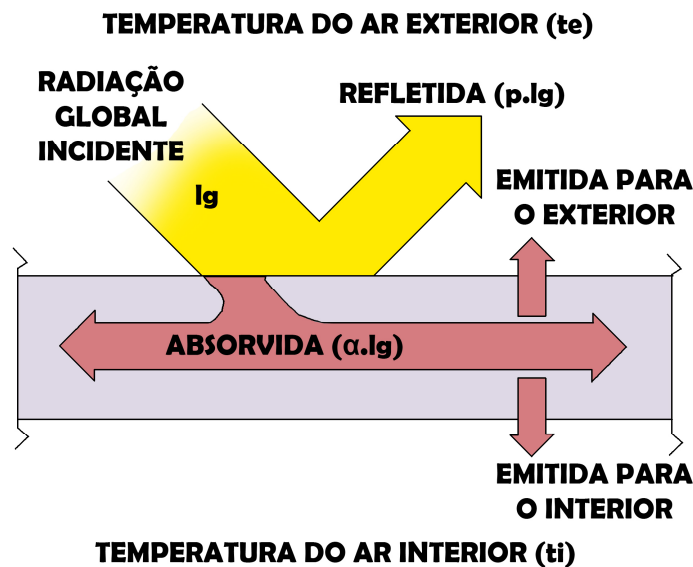 TEMPERATURA DO AR EXTERIOR (te)
RADIAÇÃO
GLOBAL
INCIDENTE
REFLETIDA (p.Ig)
Ig
EMITIDA PARA
O EXTERIOR
ABSORVIDA (α.Ig)
EMITIDA PARA
O INTERIOR
TEMPERATURA DO AR INTERIOR (ti)